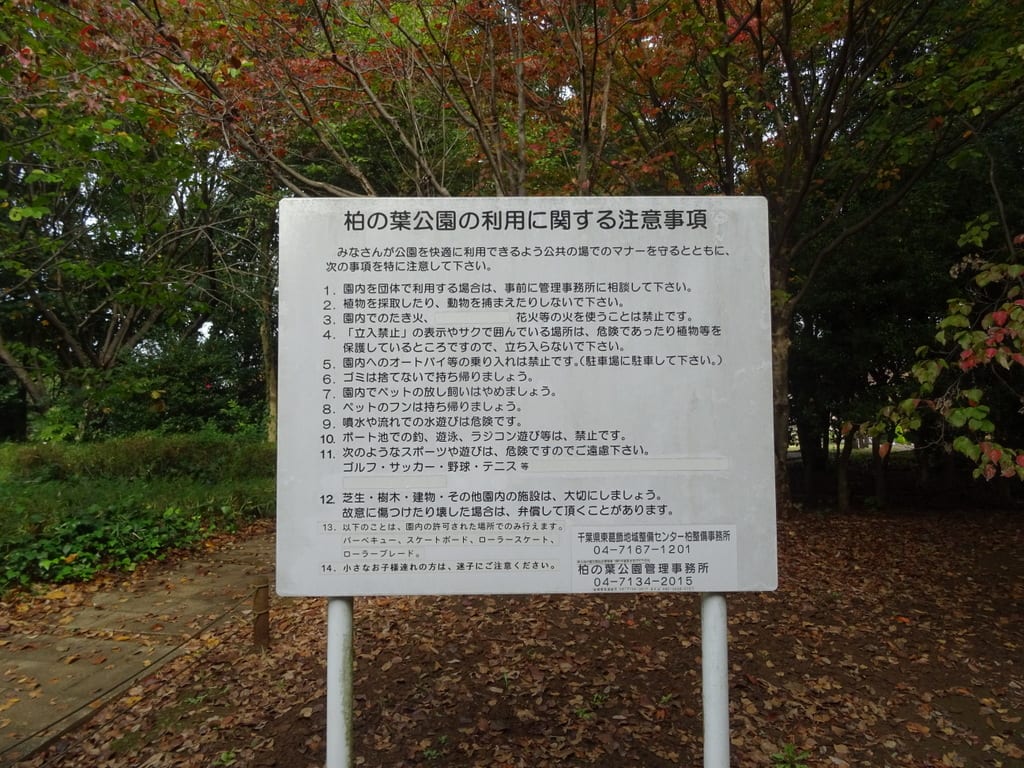 柏の葉公園の利用に関する注意事項
みなさんが公園を快適に利用できるよう公共の場でのマナーを守るとともに、
次の事項を特に注意して下さい。
1. 園内を団体で利用する場合は、事前に管理事務所に相談して下さい。
2. 植物を採取したり、動物を捕まえたりしないで下さい。
3. 園内でのたき火、 花火等の火を使うことは禁止です。
4. 「立入禁止」の表示やサクで囲んでいる場所は、危険であったり植物等を
保護しているところですので、立ち入らないで下さい。
5. 園内へのオートバイ等の乗り入れは禁止です。(駐車場に駐車して下さい。)
6. ゴミは捨てないで持ち帰りましょう。
7. 園内でペットの放し飼いはやめましょう。
8. ペットのフンは持ち帰りましょう。
9. 噴水や流れでの水遊びは危険です。
10. ボート池での釣、遊泳、ラジコン遊び等は、禁止です。
11. 次のようなスポーツや遊びは、危険ですのでご遠慮下さい。
ゴルフ・サッカー・野球・テニス 等
12. 芝生・樹木・建物・その他園内の施設は、大切にしましょう。
故意に傷つけたり壊した場合は、弁償して頂くことがあります。
13. 以下のことは、園内の許可された場所でのみ行えます。
バーベキュー、スケートボード、ローラースケート、
ローラーブレード。
14. 小さなお子様連れの方は、迷子にご注意ください。
千葉県東葛飾地域整備センター柏整備事務所
04-7167-1201
柏の葉公園管理事務所
04-7134-2015